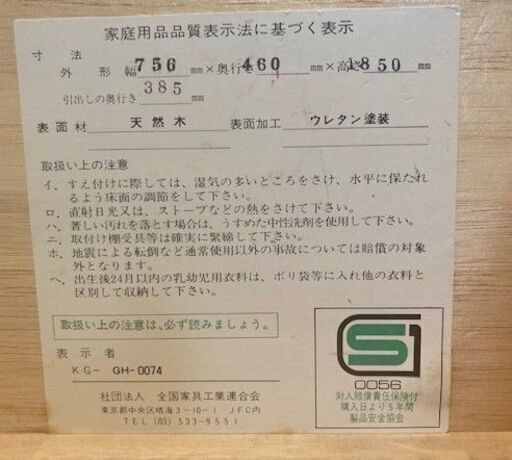 家庭用品品質表示法に基づく表示
寸法
外形幅 756 mm×奥行き 460 mm×高さ 1850 mm
引出しの奥行き 385 mm
表面材 天然木 表面加工 ウレタン塗装
取扱い上の注意
イ. すえ付けに際しては、湿気の多いところをさけ、水平に保たれ
るよう床面の調節をして下さい。
ロ. 直射日光又は、ストーブなどの熱をさけて下さい。
ハ. 著しい汚れを落とす場合は、うすめた中性洗剤を使用して下さい。
ニ. 取付け棚受具等は確実に緊締して下さい。
ホ. 地震による転倒など通常使用以外の事故については賠償の対象
外となります。
ヘ. 出生後24月以内の乳幼児用衣料は、ポリ袋等に入れ他の衣料と
区別して収納して下さい。
取扱い上の注意は、必ず読みましょう。
表示者
KG- GH-0074
社団法人 全国家具工業連合会
東京都中央区晴海3-10-1 JFC内
TEL (03) 533-9551
SG
0056
対人賠償責任保険付
購入日より5年間
製品安全協会